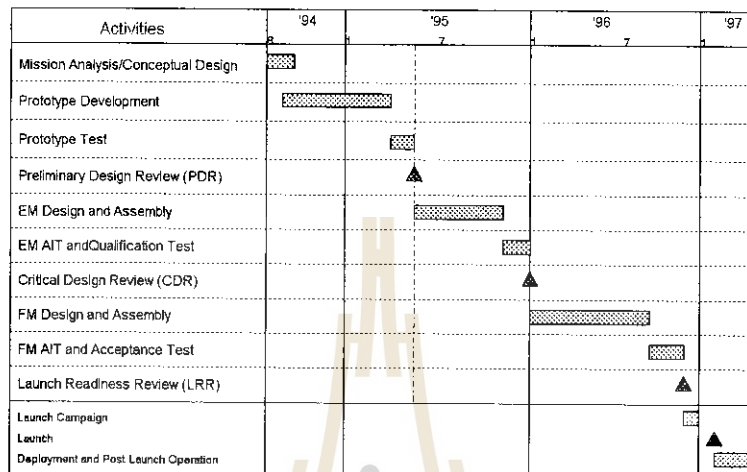 Activities '94 '95 '96 '97
8 1 7 1 7 1
Mission Analysis/Conceptual Design
Prototype Development
Prototype Test
Preliminary Design Review (PDR)
EM Design and Assembly
EM AIT andQualification Test
Critical Design Review (CDR)
FM Design and Assembly
FM AIT and Acceptance Test
Launch Readiness Review (LRR)
Launch Campaign
Launch
Deployment and Post Launch Operation